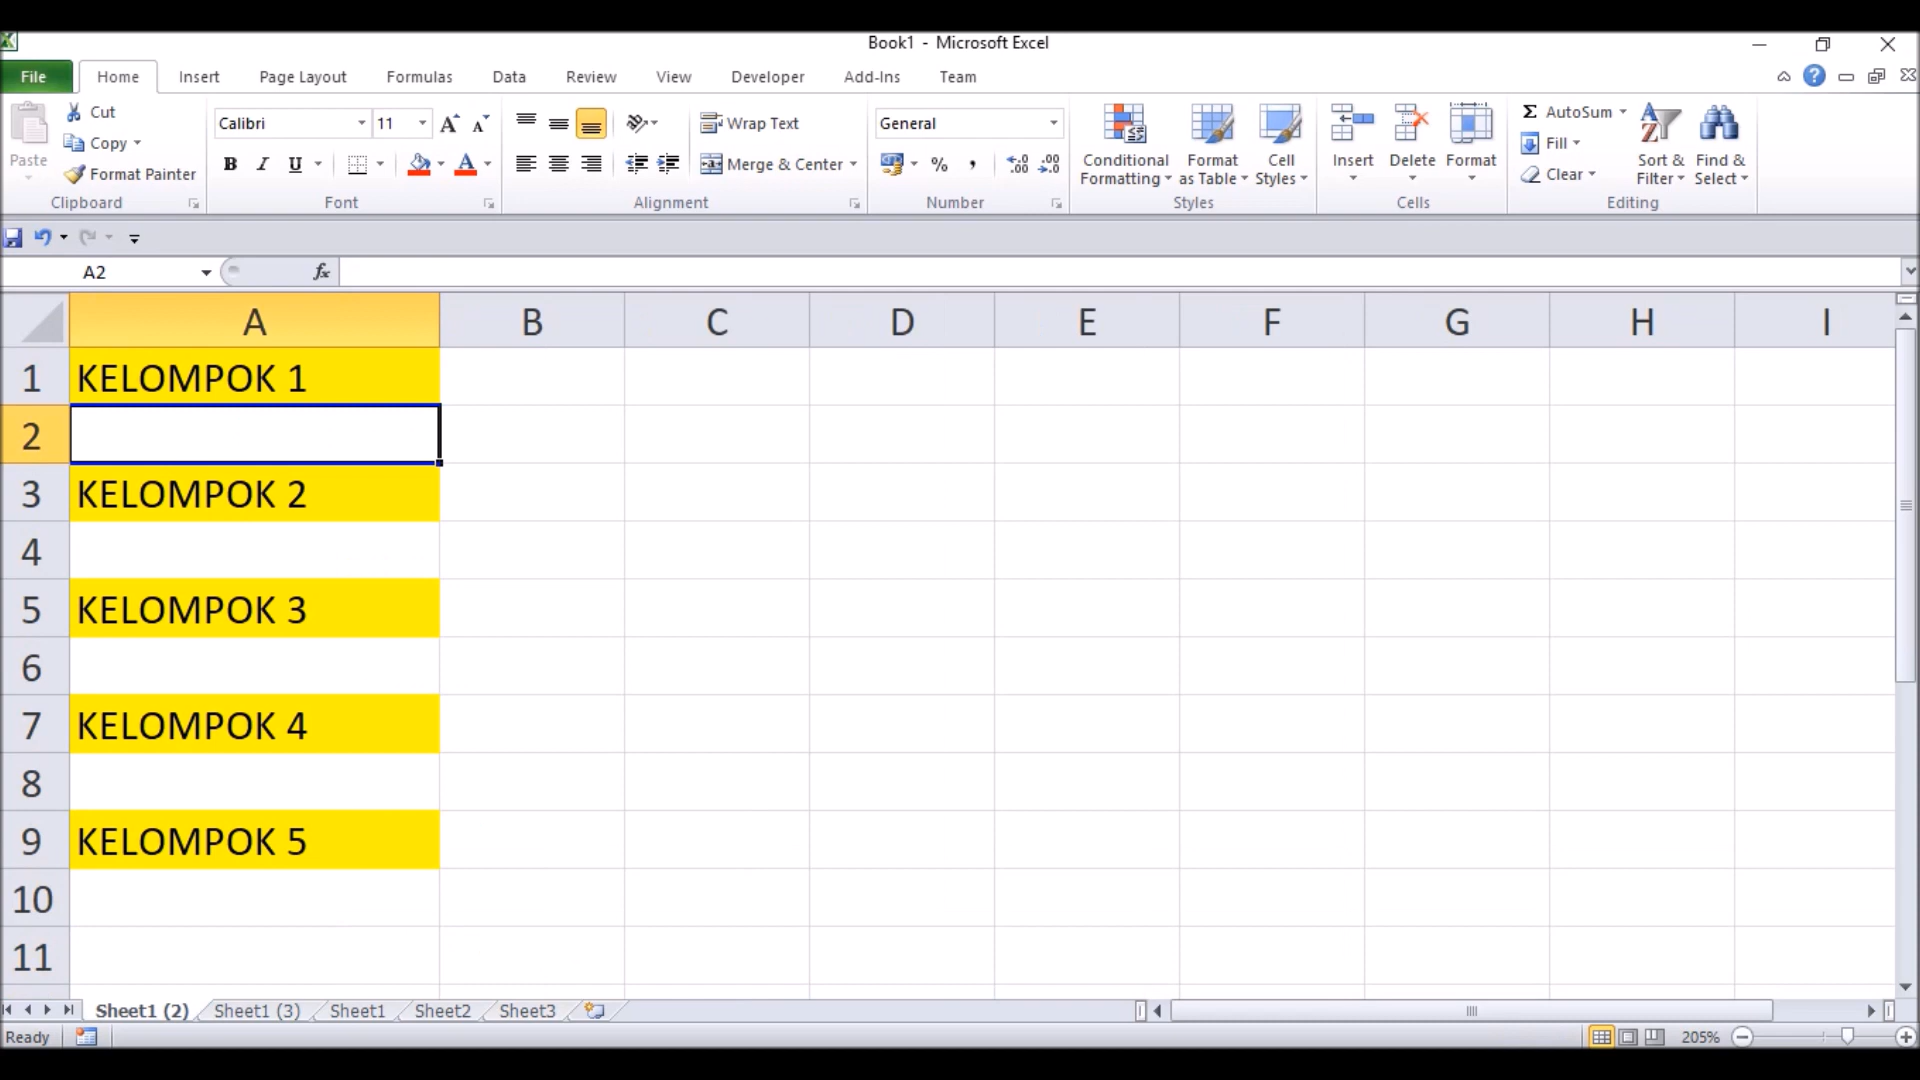 Book1 - Microsoft Excel
File Home Insert Page Layout Formulas Data Review View Developer Add-Ins Team
Paste
Cut
Copy
Format Painter
Clipboard
Calibri 11
B I U
Font
Wrap Text
Merge & Center
Alignment
General
% ,
Number
Conditional Formatting
Format as Table
Cell Styles
Styles
Insert Delete Format
Cells
Σ AutoSum
Fill
Clear
Sort & Filter
Find & Select
Editing
A2 fx
A B C D E F G H I
1 KELOMPOK 1
2
3 KELOMPOK 2
4
5 KELOMPOK 3
6
7 KELOMPOK 4
8
9 KELOMPOK 5
10
11
Sheet1 (2) Sheet1 (3) Sheet1 Sheet2 Sheet3
Ready 205%